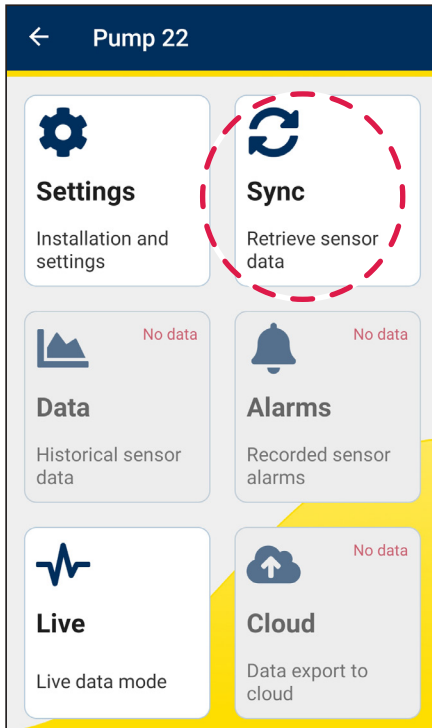 Pump 22
Settings
Installation and
settings
Sync
Retrieve sensor
data
No data
Data
Historical sensor
data
No data
Alarms
Recorded sensor
alarms
Live
Live data mode
No data
Cloud
Data export to
cloud